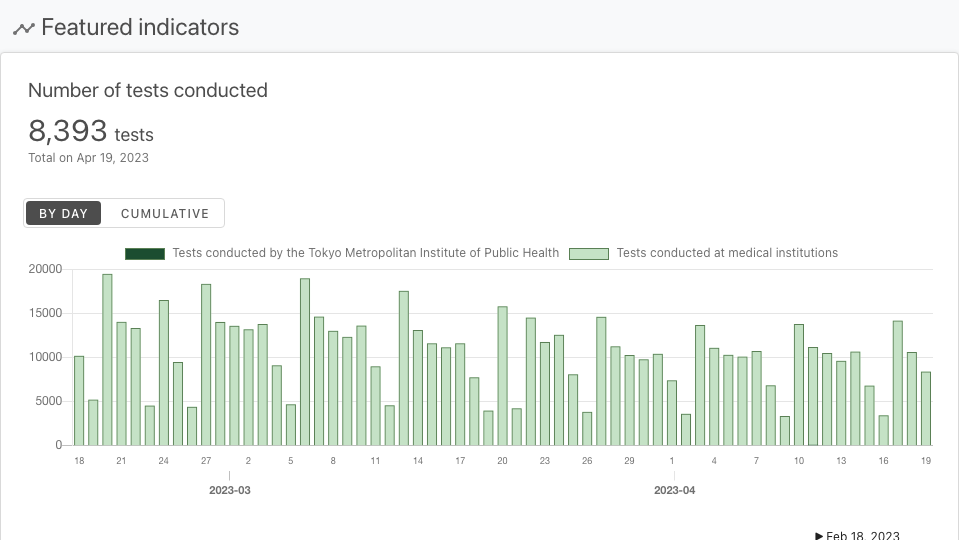 Featured indicators
Number of tests conducted
8,393 tests
Total on Apr 19, 2023
BY DAY CUMULATIVE
Tests conducted by the Tokyo Metropolitan Institute of Public Health Tests conducted at medical institutions
20000
15000
10000
5000
0
18 21 24 27 2 5 8 11 14 17 20 23 26 29 1 4 7 10 13 16 19
2023-03 2023-04
Feb 18, 2023